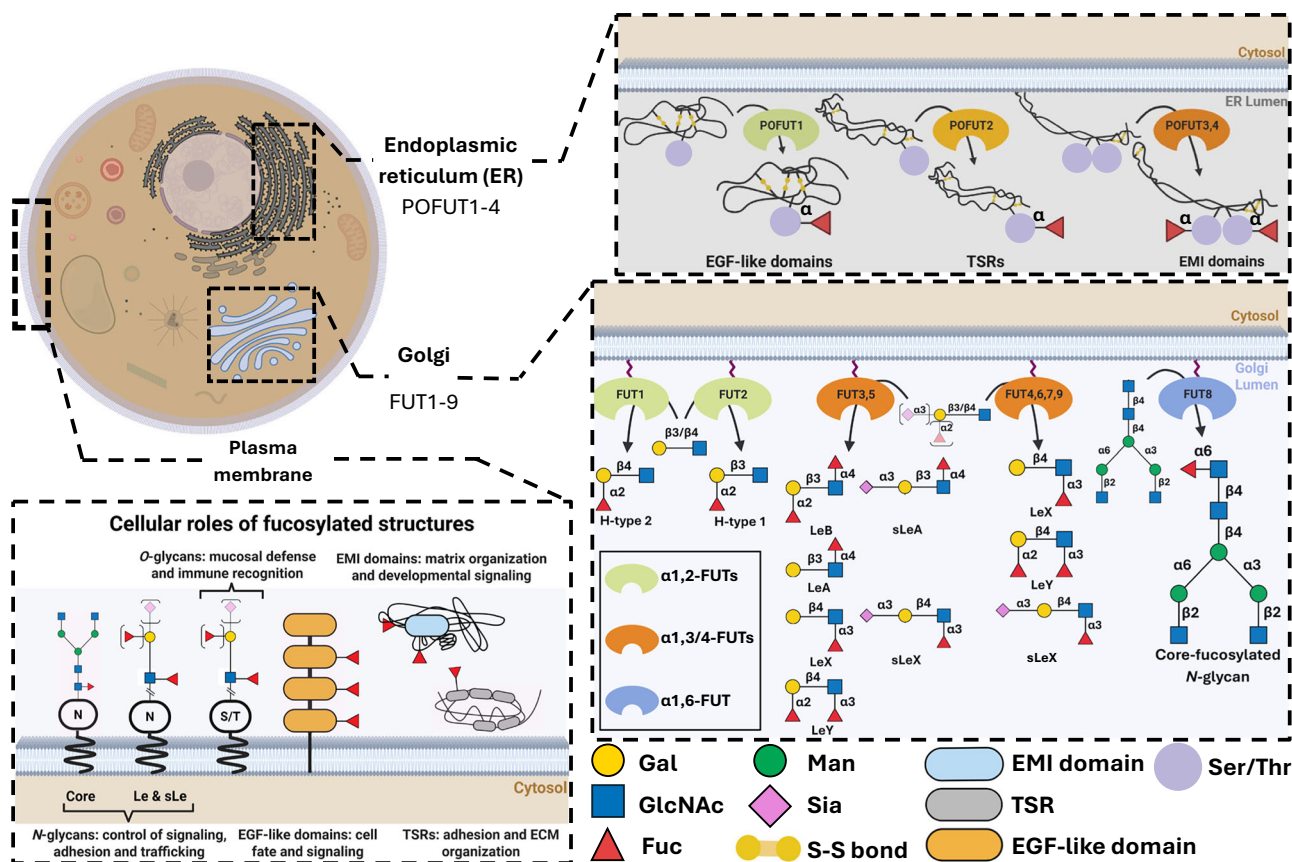 Endoplasmic
reticulum (ER)
POFUT1-4
Golgi
FUT1-9
Plasma
membrane
Cytosol
ER Lumen
POFUT1
POFUT2
POFUT3,4
α
α
α
α
EGF-like domains
TSRs
EMI domains
Cytosol
Golgi
Lumen
FUT1
FUT2
FUT3,5
FUT4,6,7,9
FUT8
β3/β4
α3
β3/β4
α2
β4
β4
α6
α3
β2
β2
β4
α2
H-type 2
β3
α2
H-type 1
β3
α4
α2
LeB
α3
β3
α4
sLeA
β3
α4
LeA
β4
α3
LeX
α3
β4
α3
sLeX
β4
α2
α3
LeY
β4
α3
LeX
β4
α2
α3
LeY
α3
β4
α3
sLeX
α6
β4
β4
α6
α3
β2
β2
Core-fucosylated
N-glycan
α1,2-FUTs
α1,3/4-FUTs
α1,6-FUT
Cellular roles of fucosylated structures
O-glycans: mucosal defense
and immune recognition
EMI domains: matrix organization
and developmental signaling
N
N
S/T
Cytosol
Core
Le & sLe
N-glycans: control of signaling,
adhesion and trafficking
EGF-like domains: cell
fate and signaling
TSRs: adhesion and ECM
organization
Gal
Man
EMI domain
Ser/Thr
GlcNAc
Sia
TSR
Fuc
S-S bond
EGF-like domain